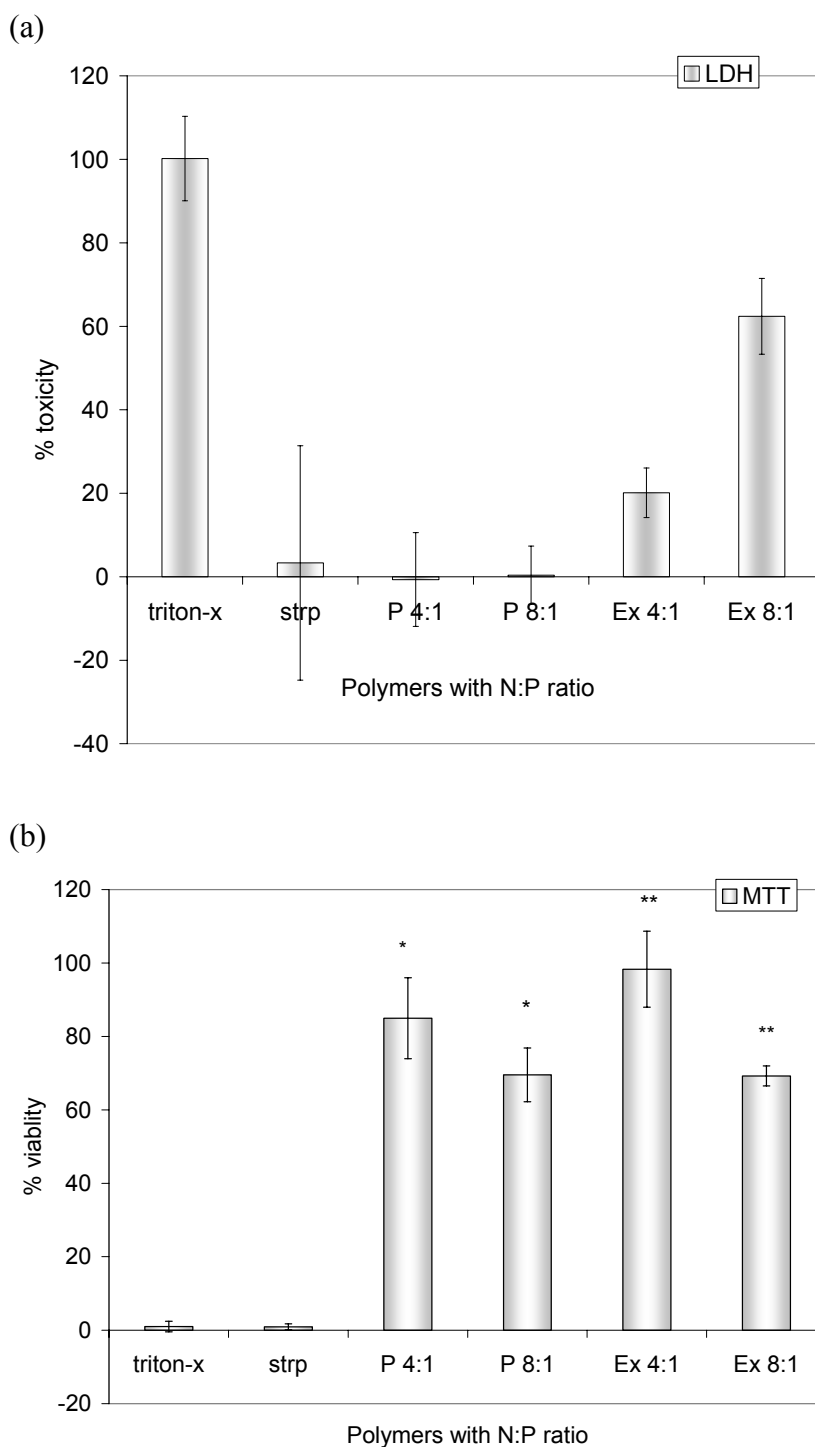 (a)
LDH
120
100
80
60
40
20
0
-20
-40
% toxicity
triton-x strp P 4:1 P 8:1 Ex 4:1 Ex 8:1
Polymers with N:P ratio
(b)
MTT
120
100
80
60
40
20
0
-20
% viablity
* * ** **
triton-x strp P 4:1 P 8:1 Ex 4:1 Ex 8:1
Polymers with N:P ratio